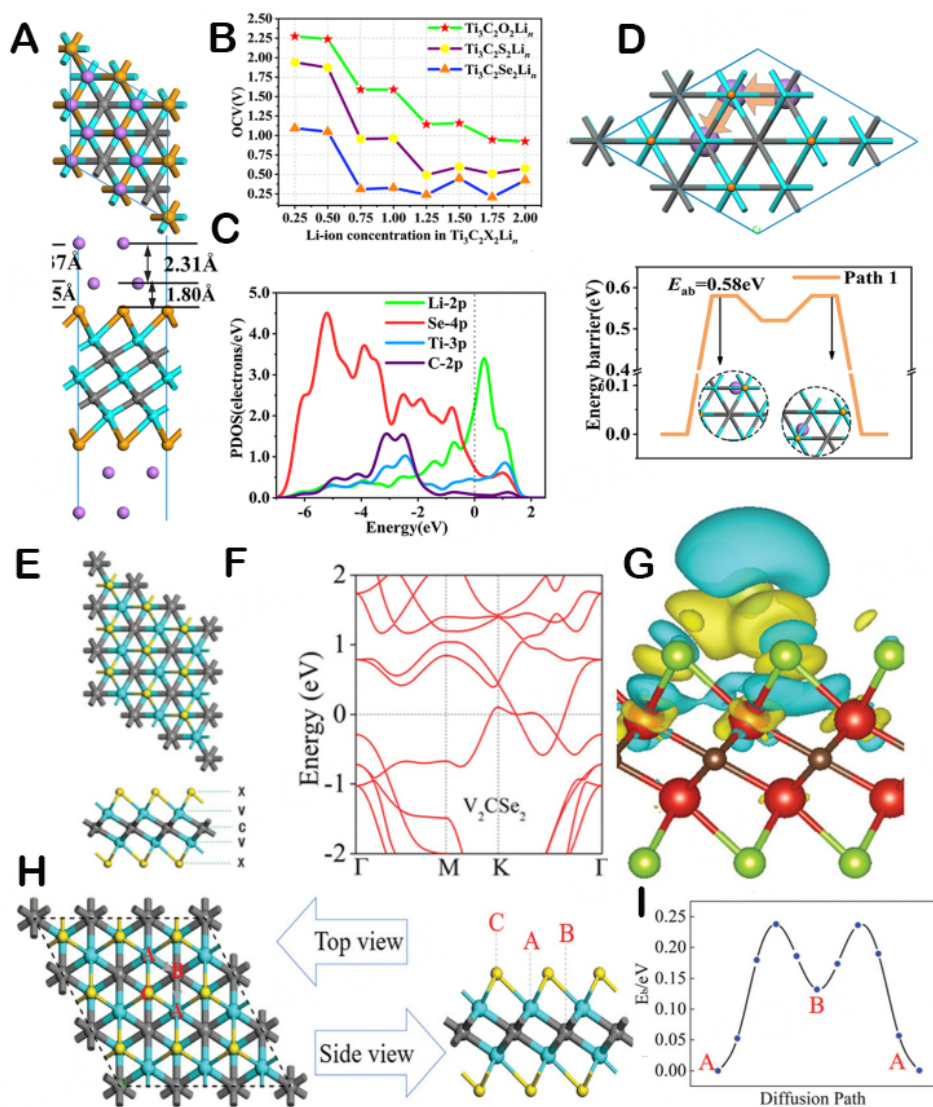 A
37Å
2.31Å
5Å
1.80Å
B
OCV(V)
2.50
2.25
2.00
1.75
1.50
1.25
1.00
0.75
0.50
0.25
Ti3C2O2Lin
Ti3C2S2Lin
Ti3C2Se2Lin
0.25 0.50 0.75 1.00 1.25 1.50 1.75 2.00
Li-ion concentration in Ti3C2X2Lin
C
PDOS(electrons/eV)
5.0
4.0
3.0
2.0
1.0
0.0
Li-2p
Se-4p
Ti-3p
C-2p
-6 -4 -2 0 2
Energy(eV)
D
Energy barrier(eV)
0.6
0.5
0.4
0.1
0.0
Eab=0.58eV
Path 1
E
X
V
C
V
X
F
Energy (eV)
2
1
0
-1
-2
V2CSe2
Γ M K Γ
G
H
A
B
C
A
Top view
Side view
C
A
B
I
Eb/eV
0.25
0.20
0.15
0.10
0.05
0.00
A
B
A
Diffusion Path